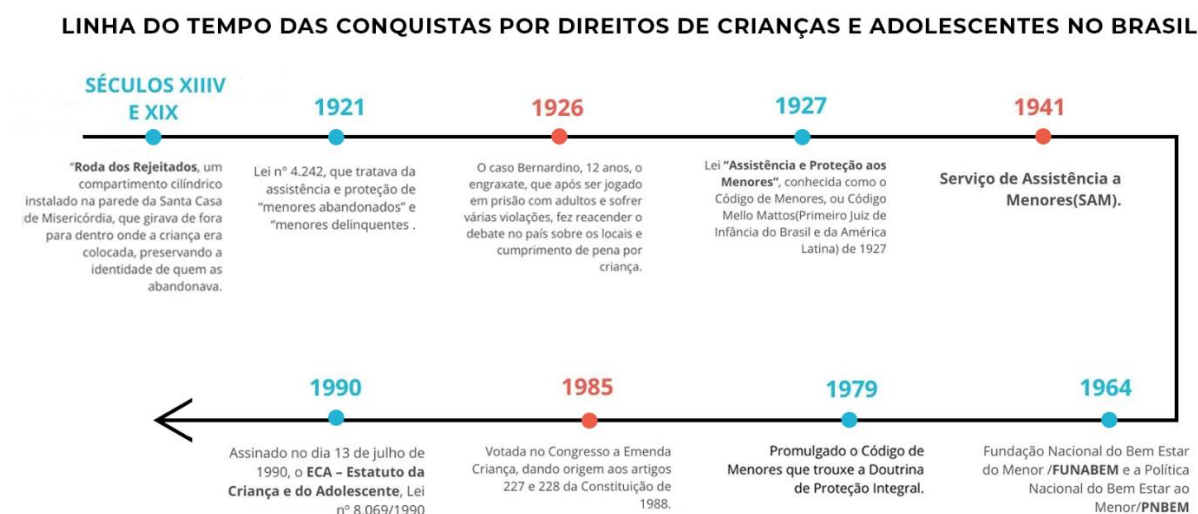 LINHA DO TEMPO DAS CONQUISTAS POR DIREITOS DE CRIANÇAS E ADOLESCENTES NO BRASIL
SÉCULOS XIIIV
E XIX
"Roda dos Rejeitados, um
compartimento cilíndrico
instalado na parede da Santa Casa
de Misericórdia, que girava de fora
para dentro onde a criança era
colocada, preservando a
identidade de quem as
abandonava.
1921
Lei n° 4.242, que tratava da
assistência e proteção de
"menores abandonados" e
"menores delinquentes .
1926
O caso Bernardino, 12 anos, o
engraxate, que após ser jogado
em prisão com adultos e sofrer
várias violações, fez reacender o
debate no país sobre os locais e
cumprimento de pena por
criança.
1927
Lei "Assistência e Proteção aos
Menores", conhecida como o
Código de Menores, ou Código
Mello Mattos(Primeiro Juiz de
Infância do Brasil e da América
Latina) de 1927
1941
Serviço de Assistência a
Menores(SAM).
1964
Fundação Nacional do Bem Estar
do Menor /FUNABEM e a Política
Nacional do Bem Estar ao
Menor/PNBEM
1979
Promulgado o Código de
Menores que trouxe a Doutrina
de Proteção Integral.
1985
Votada no Congresso a Emenda
Criança, dando origem aos artigos
227 e 228 da Constituição de
1988.
1990
Assinado no dia 13 de julho de
1990, o ECA – Estatuto da
Criança e do Adolescente, Lei
nº 8.069/1990